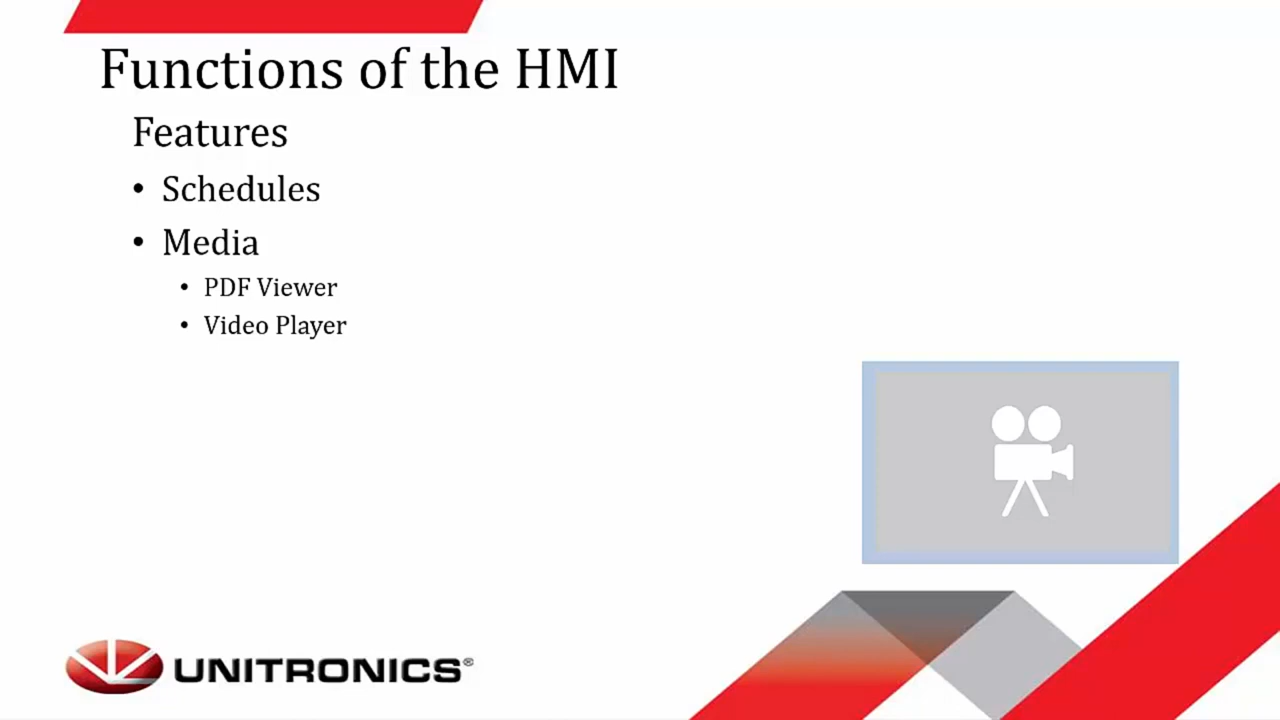 Functions of the HMI
Features
• Schedules
• Media
• PDF Viewer
• Video Player
UNITRONICS®